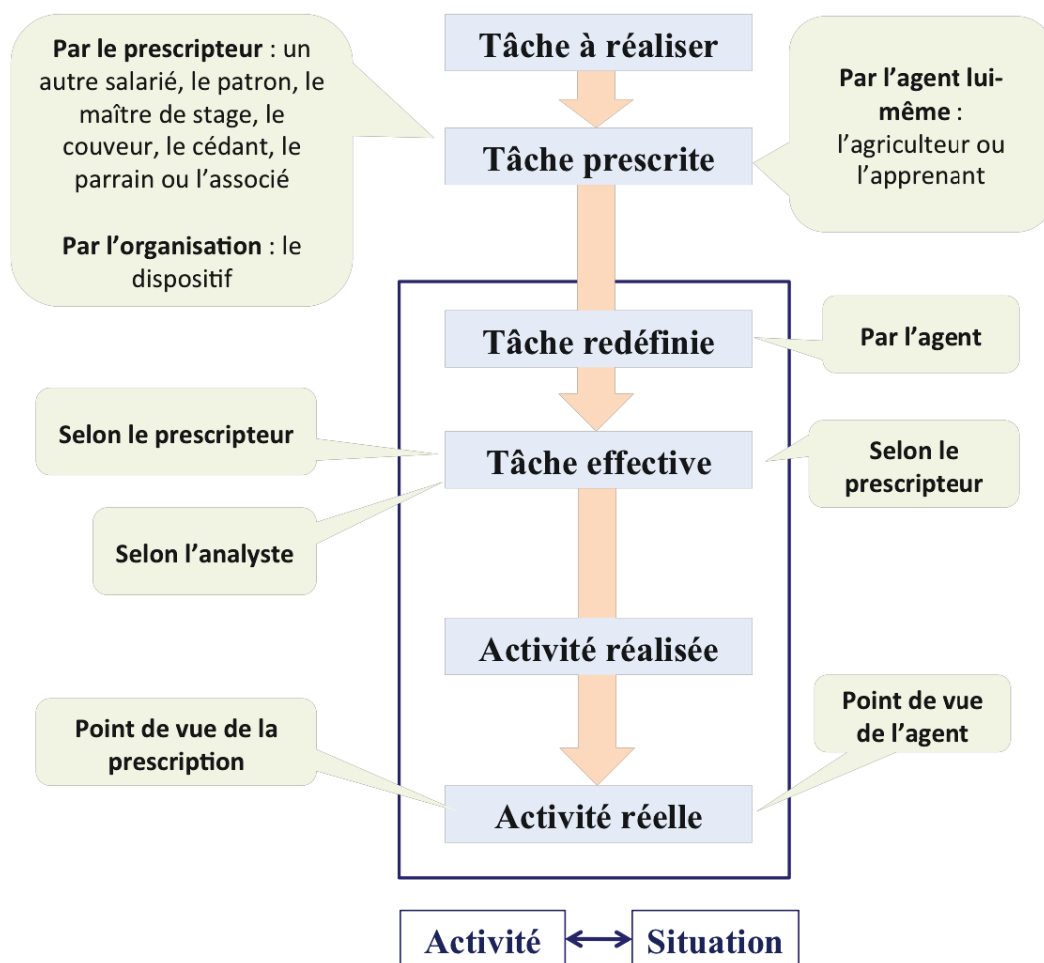 Tâche à réaliser
Par le prescripteur : un
autre salarié, le patron, le
maître de stage, le
couveur, le cédant, le
parrain ou l’associé
Par l’organisation : le
dispositif
Tâche prescrite
Par l’agent lui-
même :
l’agriculteur ou
l’apprenant
Tâche redéfinie
Par l’agent
Selon le prescripteur
Tâche effective
Selon le
prescripteur
Selon l’analyste
Activité réalisée
Point de vue de la
prescription
Point de vue
de l’agent
Activité réelle
Activité
Situation